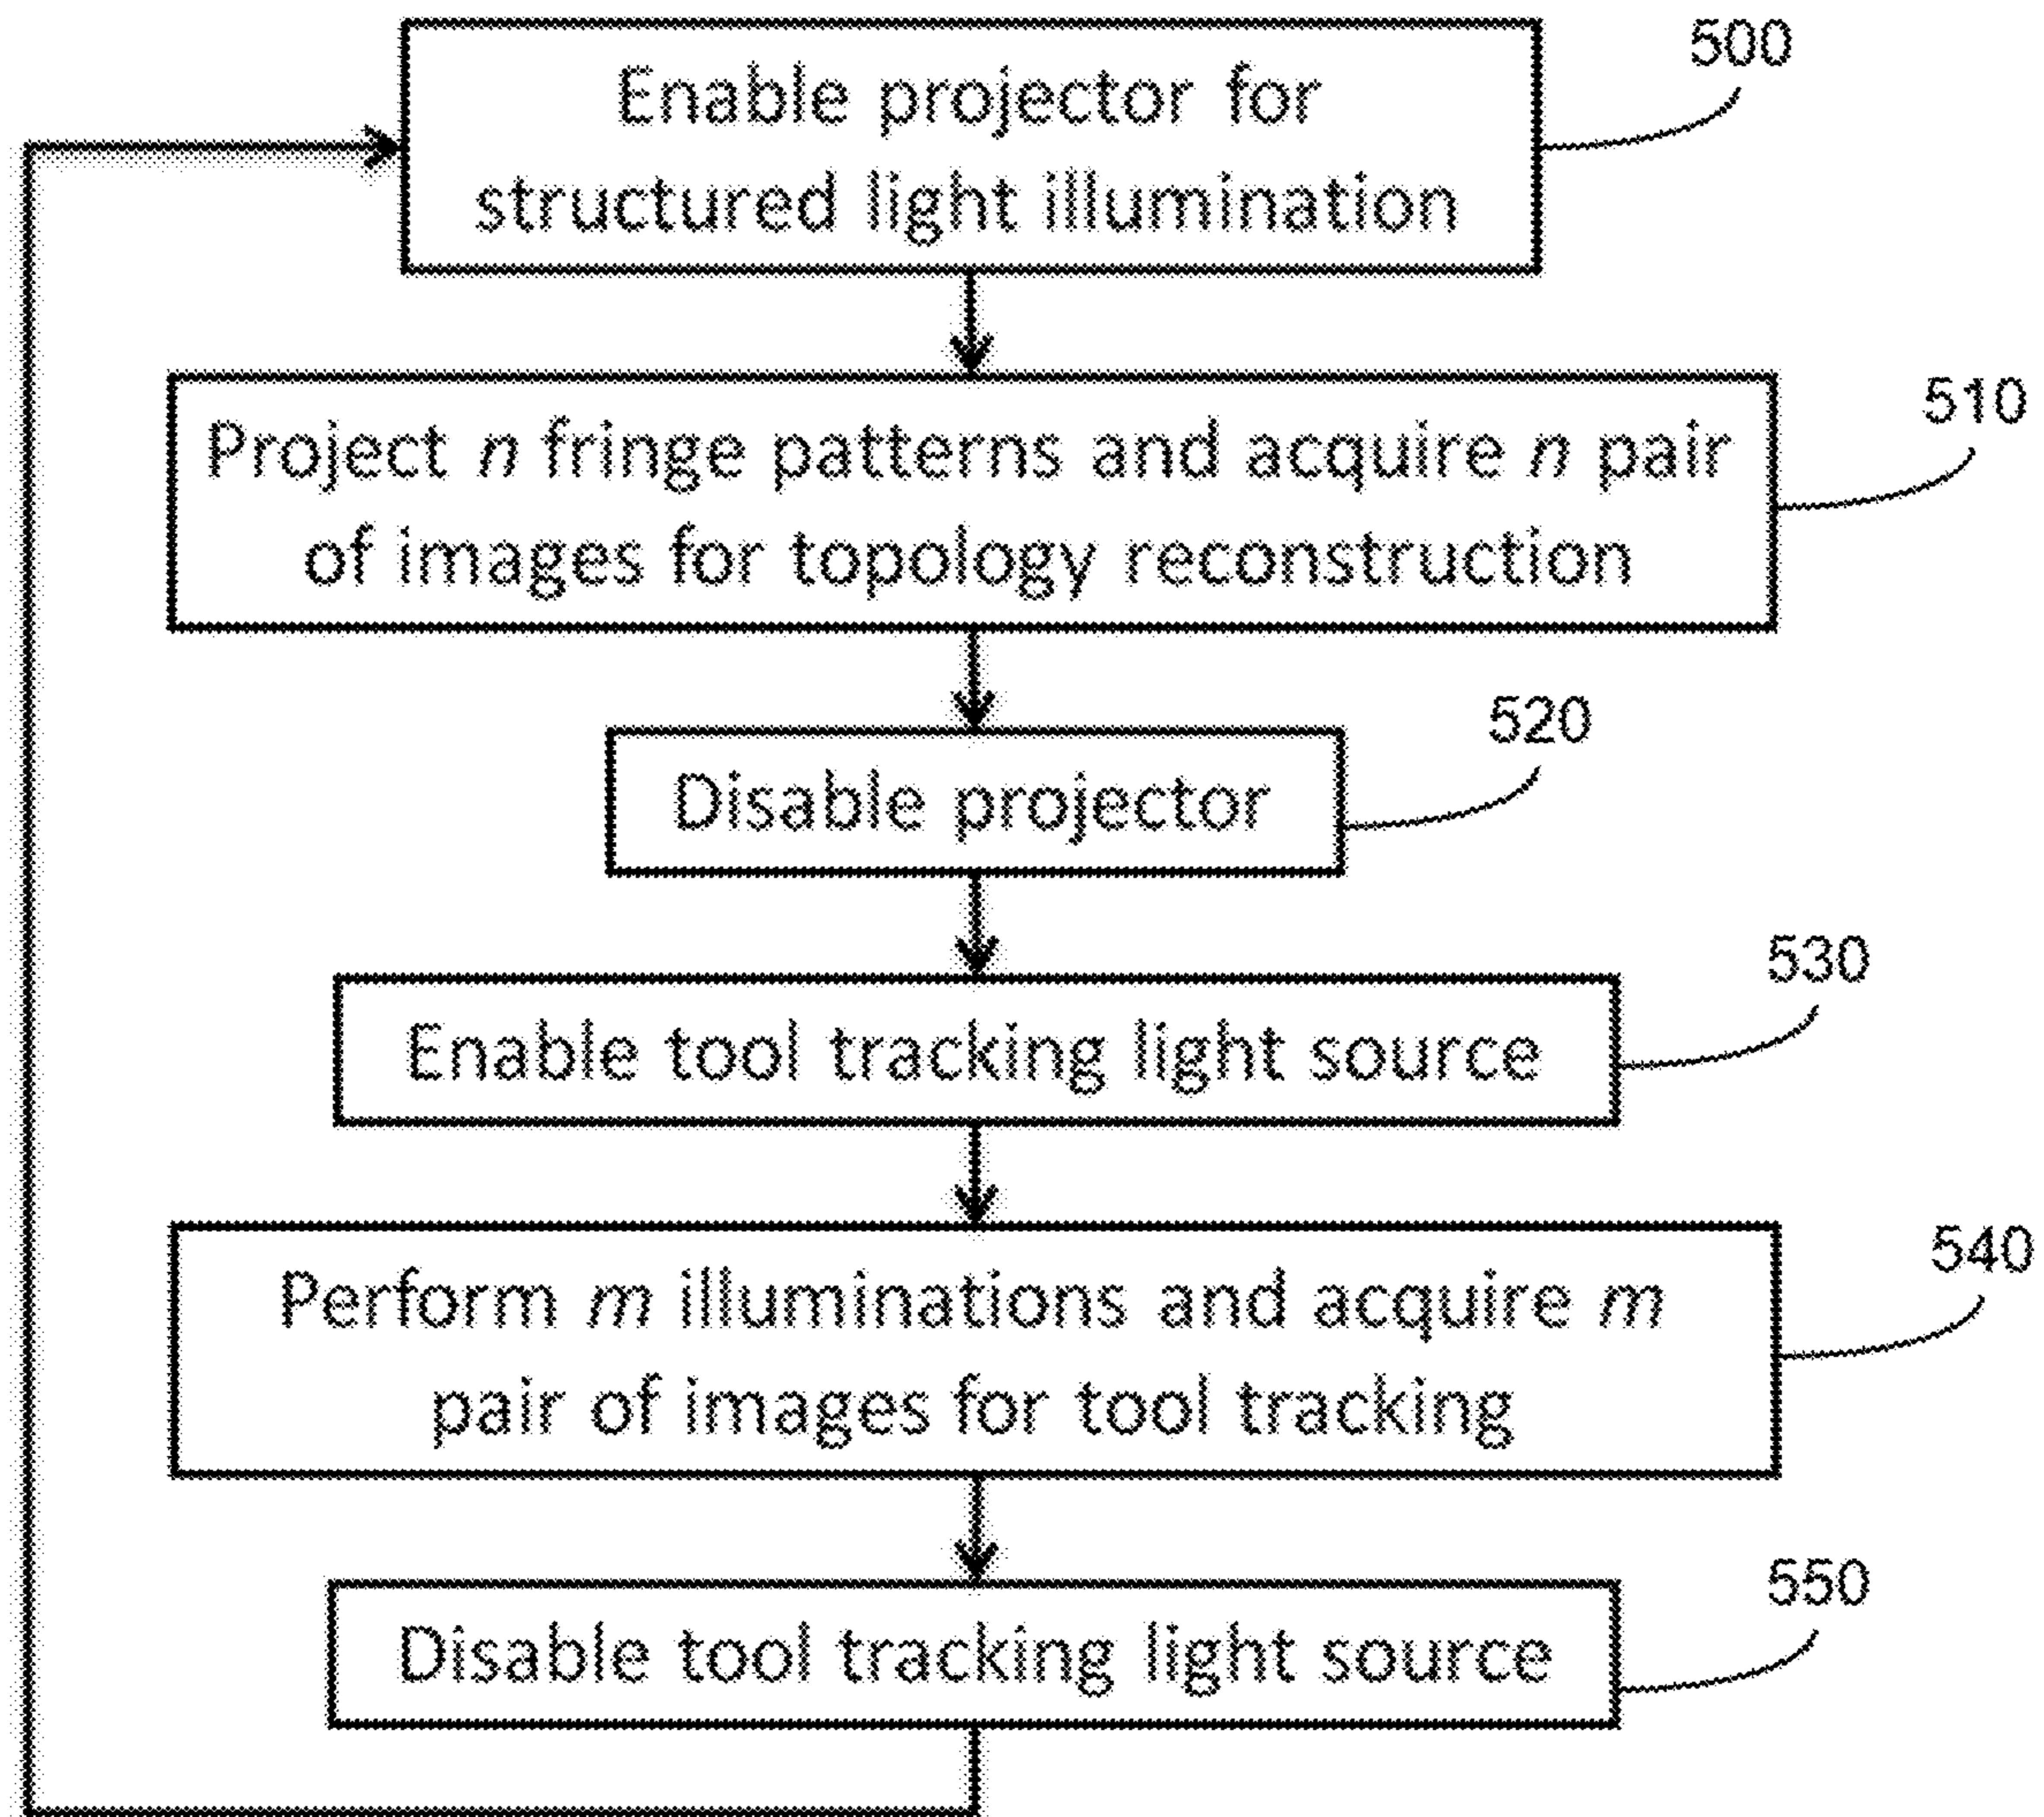 500
Enable projector for
structured light illumination
510
Project n fringe patterns and acquire n pair
of images for topology reconstruction
520
Disable projector
530
Enable tool tracking light source
540
Perform m illuminations and acquire m
pair of images for tool tracking
550
Disable tool tracking light source